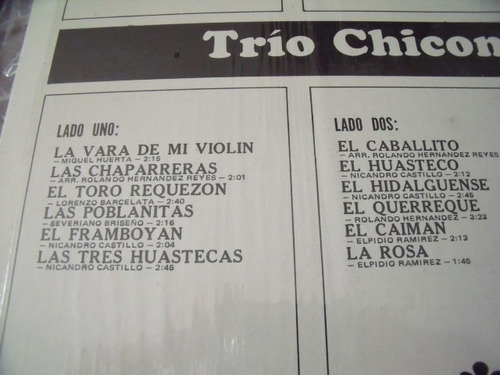 Trío Chicon
LADO UNO:
LA VARA DE MI VIOLIN
— MIGUEL HUERTA — 2:15
LAS CHAPARRERAS
— ARR. ROLANDO HERNANDEZ REYES — 2:01
EL TORO REQUEZON
— LORENZO BARCELATA — 2:40
LAS POBLANITAS
— SEVERIANO BRISEÑO — 2:16
EL FRAMBOYAN
— NICANDRO CASTILLO — 2:04
LAS TRES HUASTECAS
— NICANDRO CASTILLO — 2:45
LADO DOS:
EL CABALLITO
— ARR. ROLANDO HERNANDEZ REYES
EL HUASTECO
— NICANDRO CASTILLO — 2:12
EL HIDALGUENSE
— NICANDRO CASTILLO — 2:45
EL QUERREQUE
— ROLANDO HERNANDEZ — 3:23
EL CAIMAN
— ELPIDIO RAMIREZ — 2:13
LA ROSA
— ELPIDIO RAMIREZ — 1:45